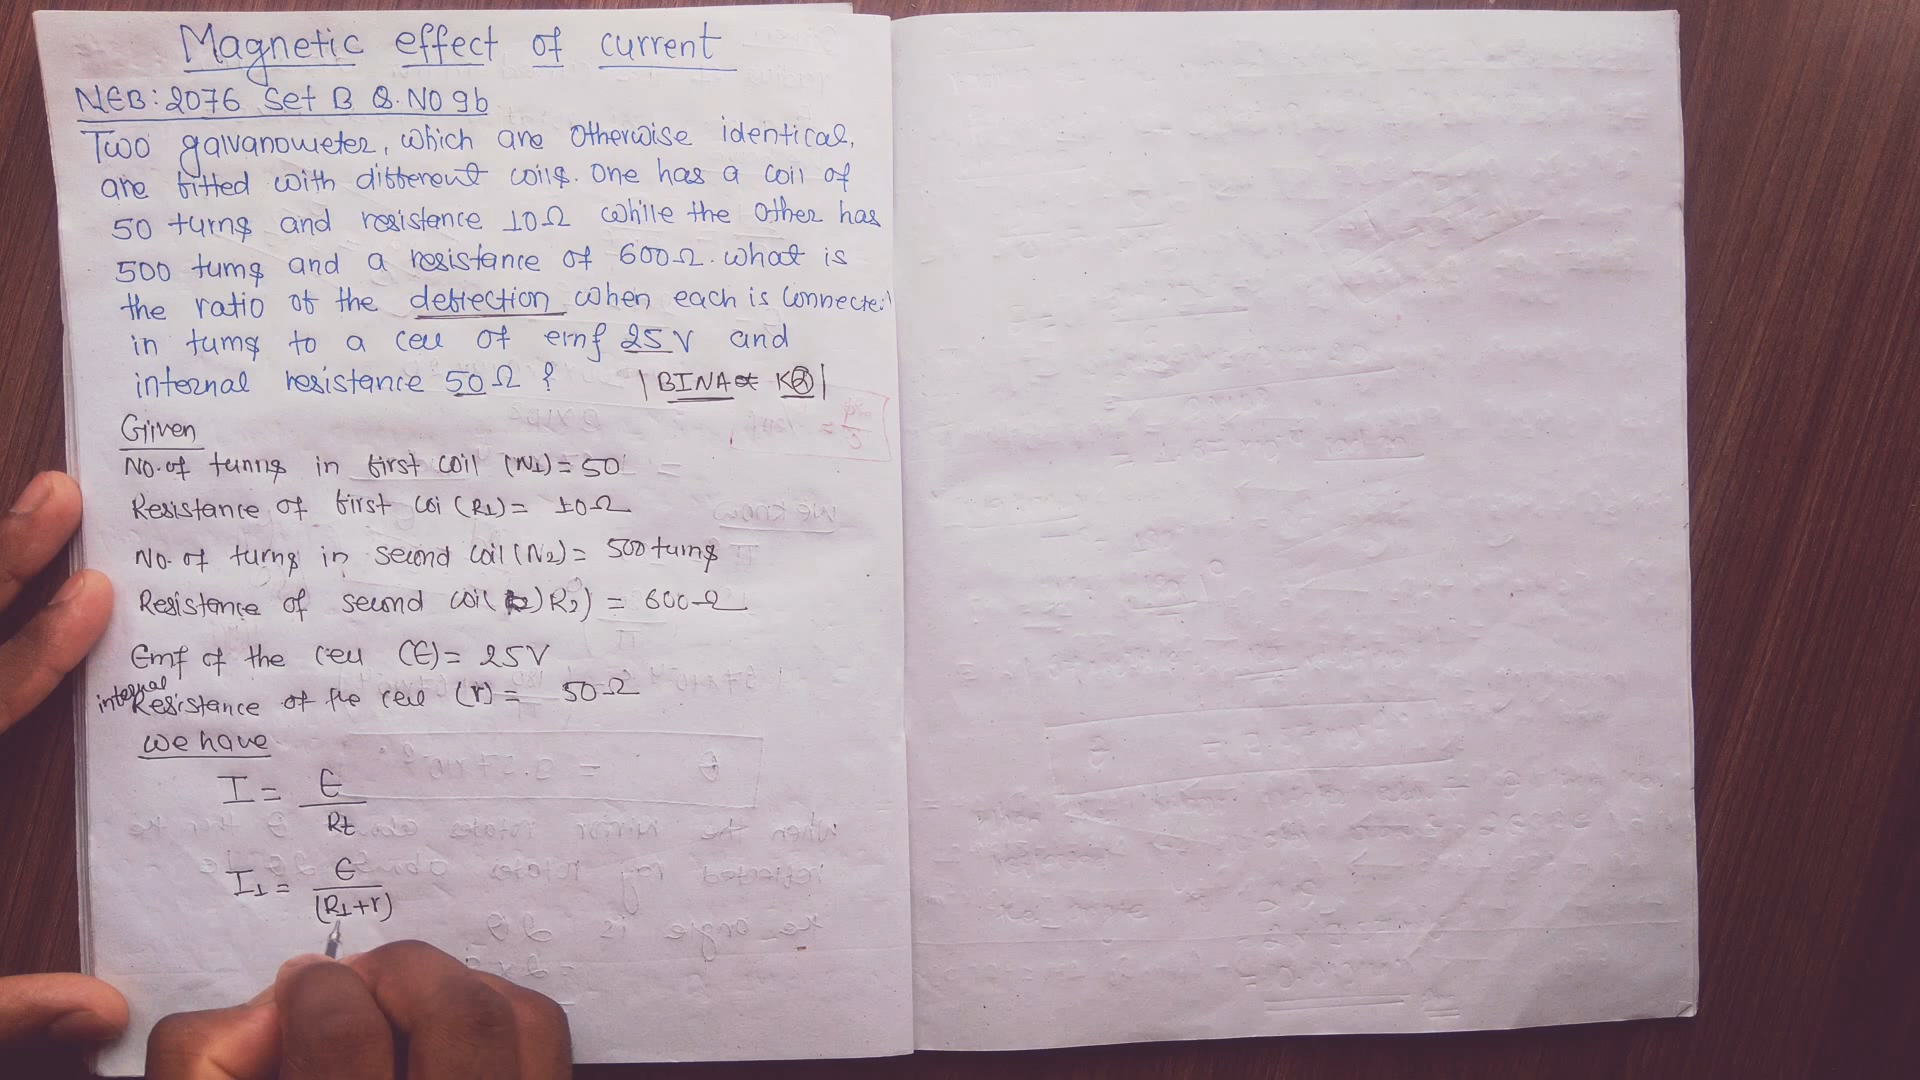 Magnetic effect of current
NEB: 2076 Set B Q.NO 9b
Two galvanometer, which are otherwise identical,
are fitted with different coils. One has a coil of
50 turns and resistance 10Ω while the other has
500 turns and a resistance of 600Ω. what is
the ratio of the deflection when each is connected
in turns to a cell of emf 25 V and
internal resistance 50Ω ?
Given
No. of turns in first coil (N1) = 50
Resistance of first coi (R1) = 10Ω
No. of turns in second coil (N2) = 500 turns
Resistance of second coil R2) = 600Ω
Emf of the cell (E) = 25V
internal Resistance of the cell (r) = 50Ω
We have
I = E
Rt
I1 = E
(R1+r)